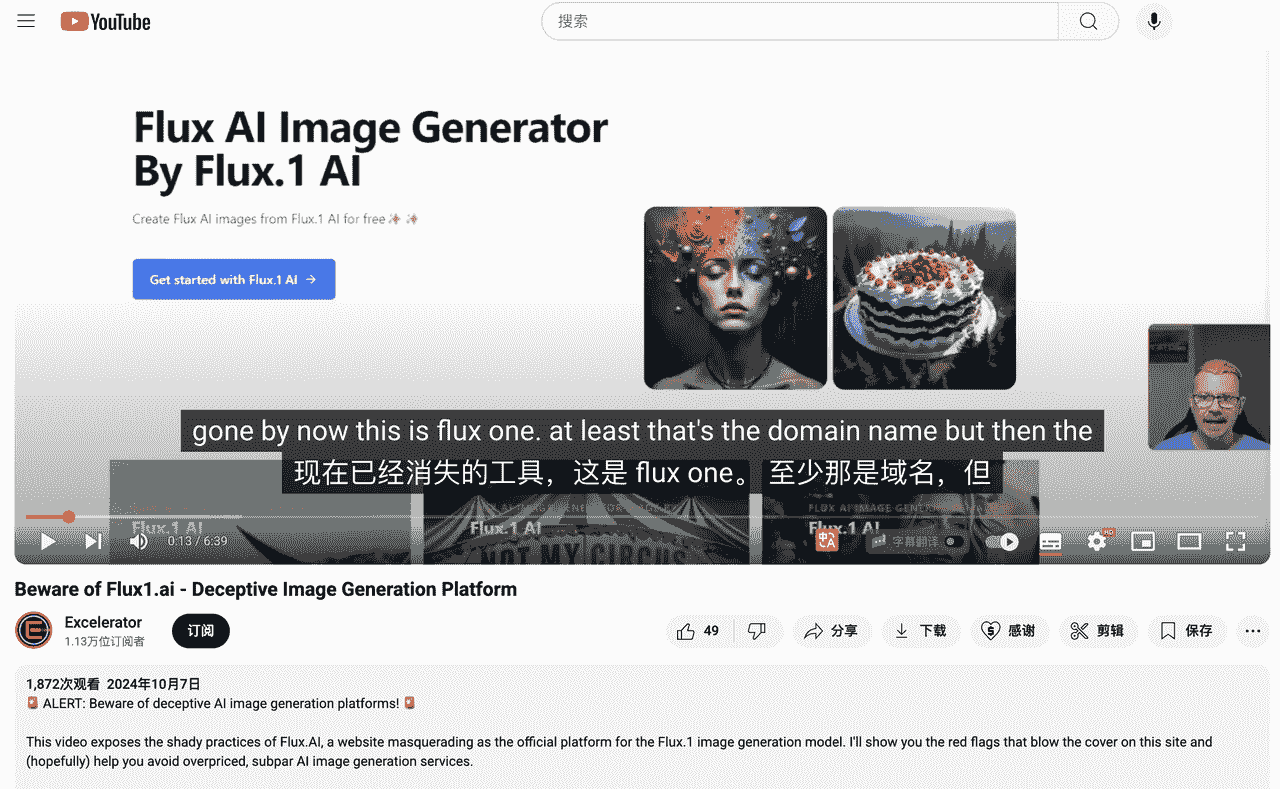 YouTube
搜索
Flux AI Image Generator
By Flux.1 AI
Create Flux AI images from Flux.1 AI for free
Get started with Flux.1 AI →
gone by now this is flux one. at least that's the domain name but then the
现在已经消失的工具，这是 flux one。 至少那是域名，但
Flux.1 AI
Flux.1 AI
Flux.1 AI
NOT MY CIRCUS
0:13 / 6:39
中A
字幕翻译
HD
Beware of Flux1.ai - Deceptive Image Generation Platform
Excelerator
1.13万位订阅者
订阅
49
分享
下载
感谢
剪辑
保存
1,872次观看 2024年10月7日
🚨 ALERT: Beware of deceptive AI image generation platforms! 🚨
This video exposes the shady practices of Flux.AI, a website masquerading as the official platform for the Flux.1 image generation model. I'll show you the red flags that blow the cover on this site and
(hopefully) help you avoid overpriced, subpar AI image generation services.